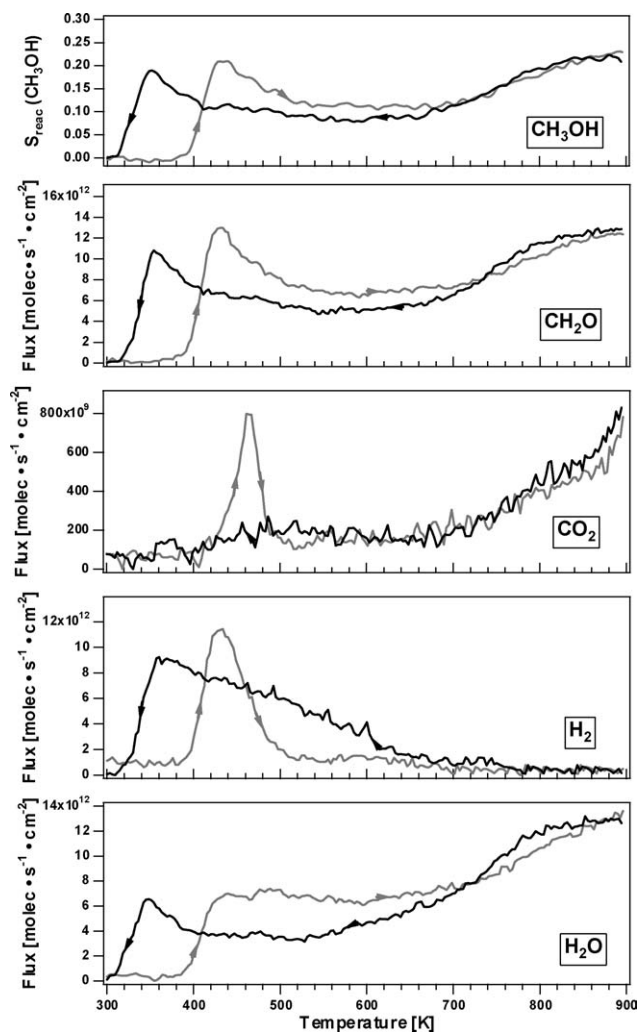 0.30
0.25
0.20
0.15
0.10
0.05
0.00
S_reac (CH₃OH)
CH₃OH
16x10¹²
14
12
10
8
6
4
2
0
Flux [molec • s⁻¹ • cm⁻²]
CH₂O
800x10⁹
600
400
200
0
Flux [molec • s⁻¹ • cm⁻²]
CO₂
12x10¹²
10
8
6
4
2
0
Flux [molec • s⁻¹ • cm⁻²]
H₂
14x10¹²
12
10
8
6
4
2
0
Flux [molec • s⁻¹ • cm⁻²]
H₂O
300 400 500 600 700 800 900
Temperature [K]